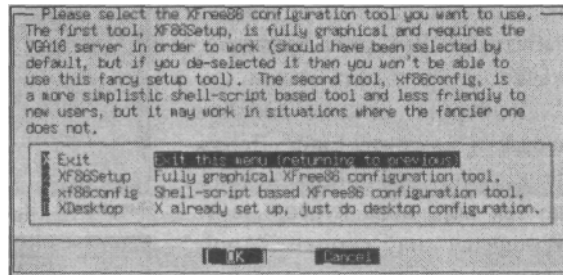 Please select the XFree86 configuration tool you want to use.
The first tool, XF86Setup, is fully graphical and requires the
VGA16 server in order to work (should have been selected by
default, but if you de-selected it then you won't be able to
use this fancy setup tool). The second tool, xf86config, is
a more simplistic shell-script based tool and less friendly to
new users, but it may work in situations where the fancier one
does not.
X Exit Exit this menu (returning to previous)
XF86Setup Fully graphical XFree86 configuration tool.
xf86config Shell-script based XFree86 configuration tool.
XDesktop X already set up, just do desktop configuration.
[ OK ] Cancel